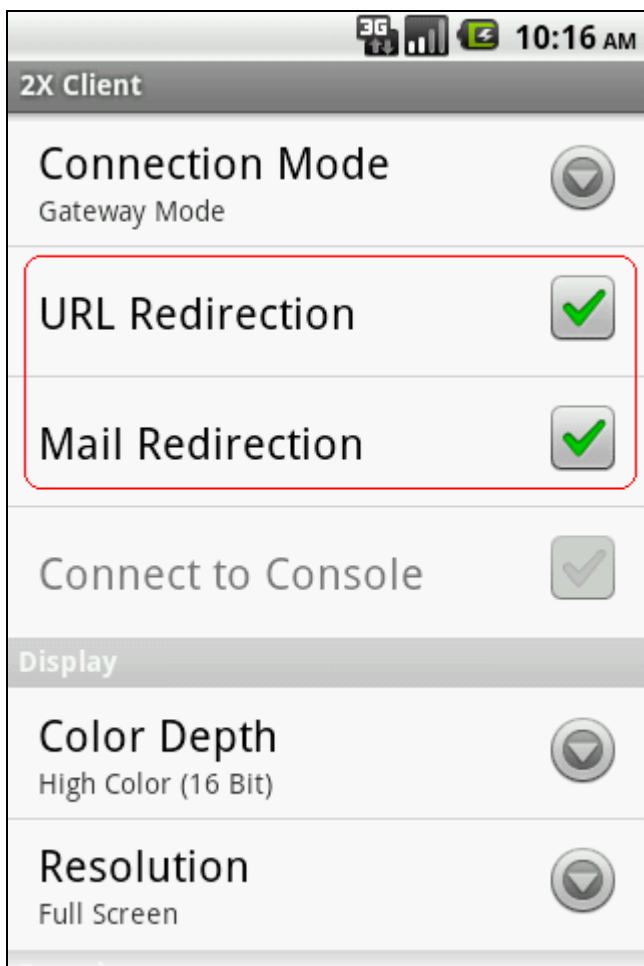 3G 10:16 AM
2X Client
Connection Mode
Gateway Mode
URL Redirection
Mail Redirection
Connect to Console
Display
Color Depth
High Color (16 Bit)
Resolution
Full Screen